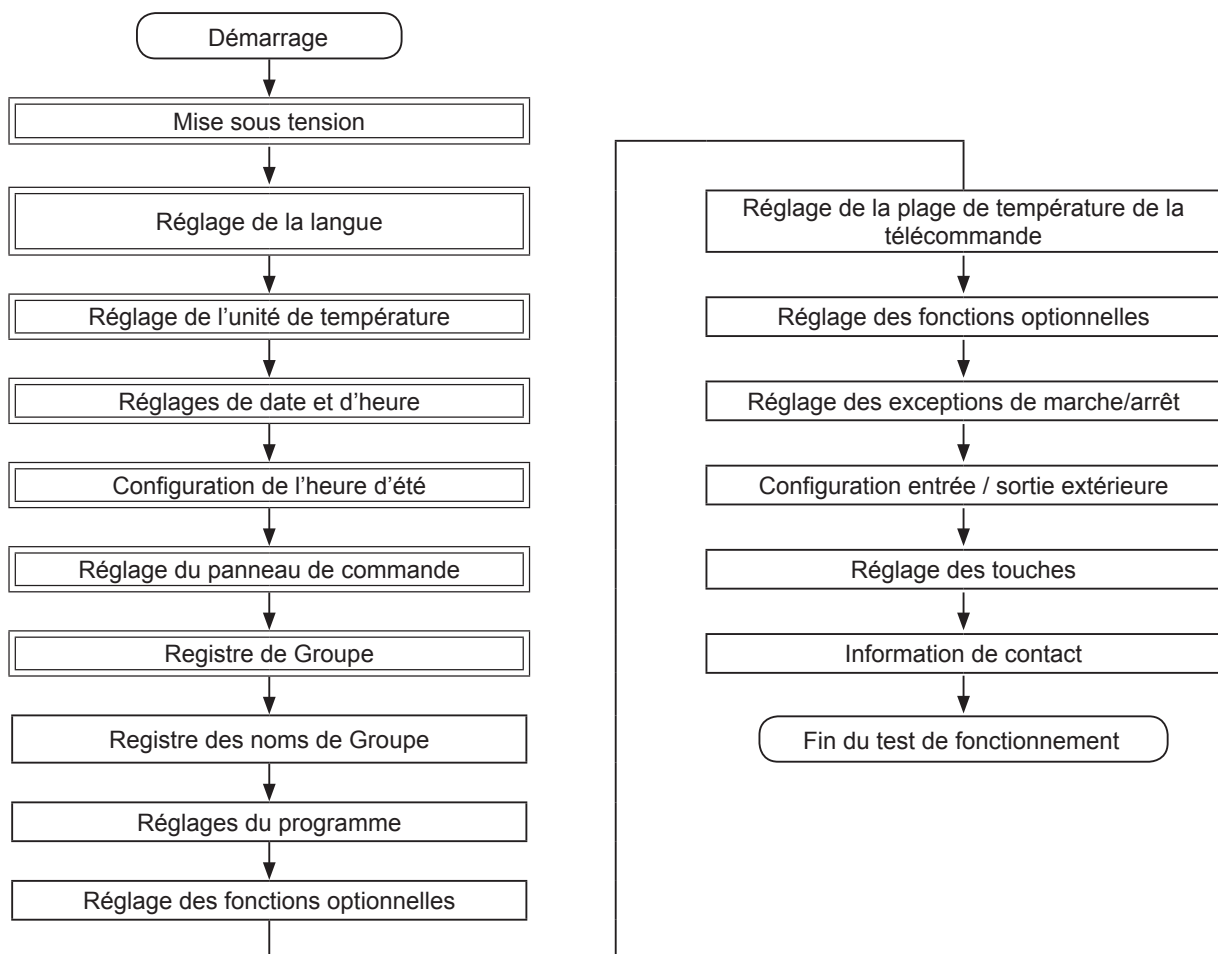 Démarrage
Mise sous tension
Réglage de la langue
Réglage de l’unité de température
Réglages de date et d’heure
Configuration de l’heure d’été
Réglage du panneau de commande
Registre de Groupe
Registre des noms de Groupe
Réglages du programme
Réglage des fonctions optionnelles
Réglage de la plage de température de la
télécommande
Réglage des fonctions optionnelles
Réglage des exceptions de marche/arrêt
Configuration entrée / sortie extérieure
Réglage des touches
Information de contact
Fin du test de fonctionnement